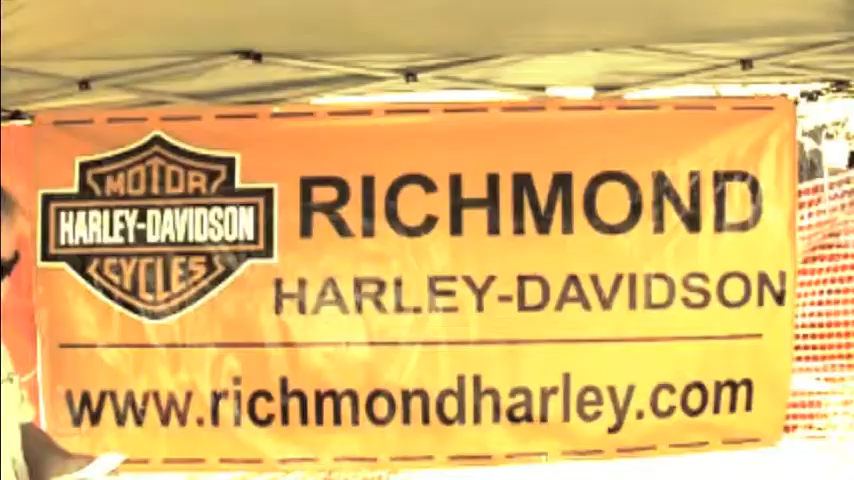 MOTOR
HARLEY-DAVIDSON
CYCLES
RICHMOND
HARLEY-DAVIDSON
www.richmondharley.com